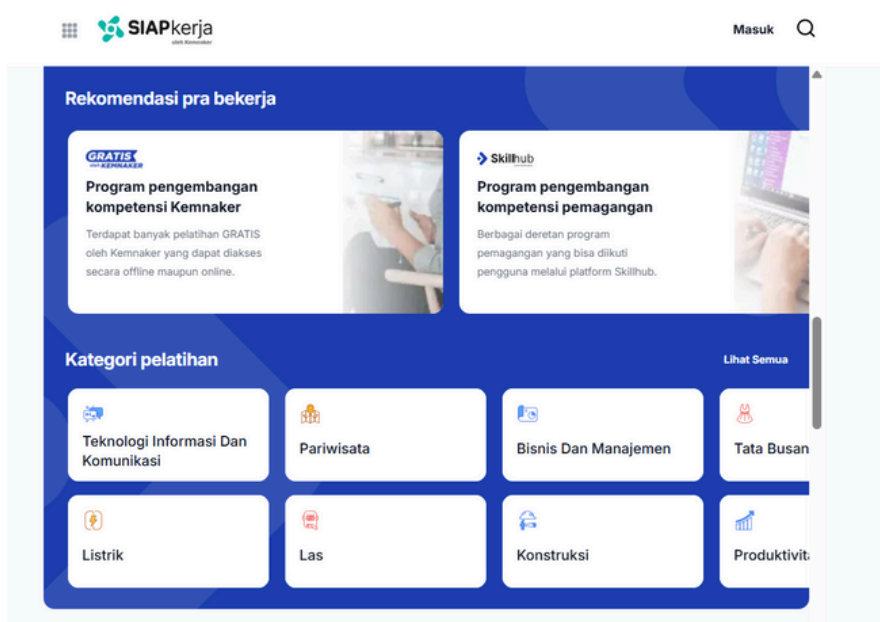 SIAPkerja
oleh Kemnaker
Masuk
Rekomendasi pra bekerja
GRATIS
oleh KEMNAKER
Program pengembangan
kompetensi Kemnaker
Terdapat banyak pelatihan GRATIS
oleh Kemnaker yang dapat diakses
secara offline maupun online.
Skillhub
Program pengembangan
kompetensi pemagangan
Berbagai deretan program
pemagangan yang bisa diikuti
pengguna melalui platform Skillhub.
Kategori pelatihan
Lihat Semua
Teknologi Informasi Dan
Komunikasi
Pariwisata
Bisnis Dan Manajemen
Tata Busan
Listrik
Las
Konstruksi
Produktivit